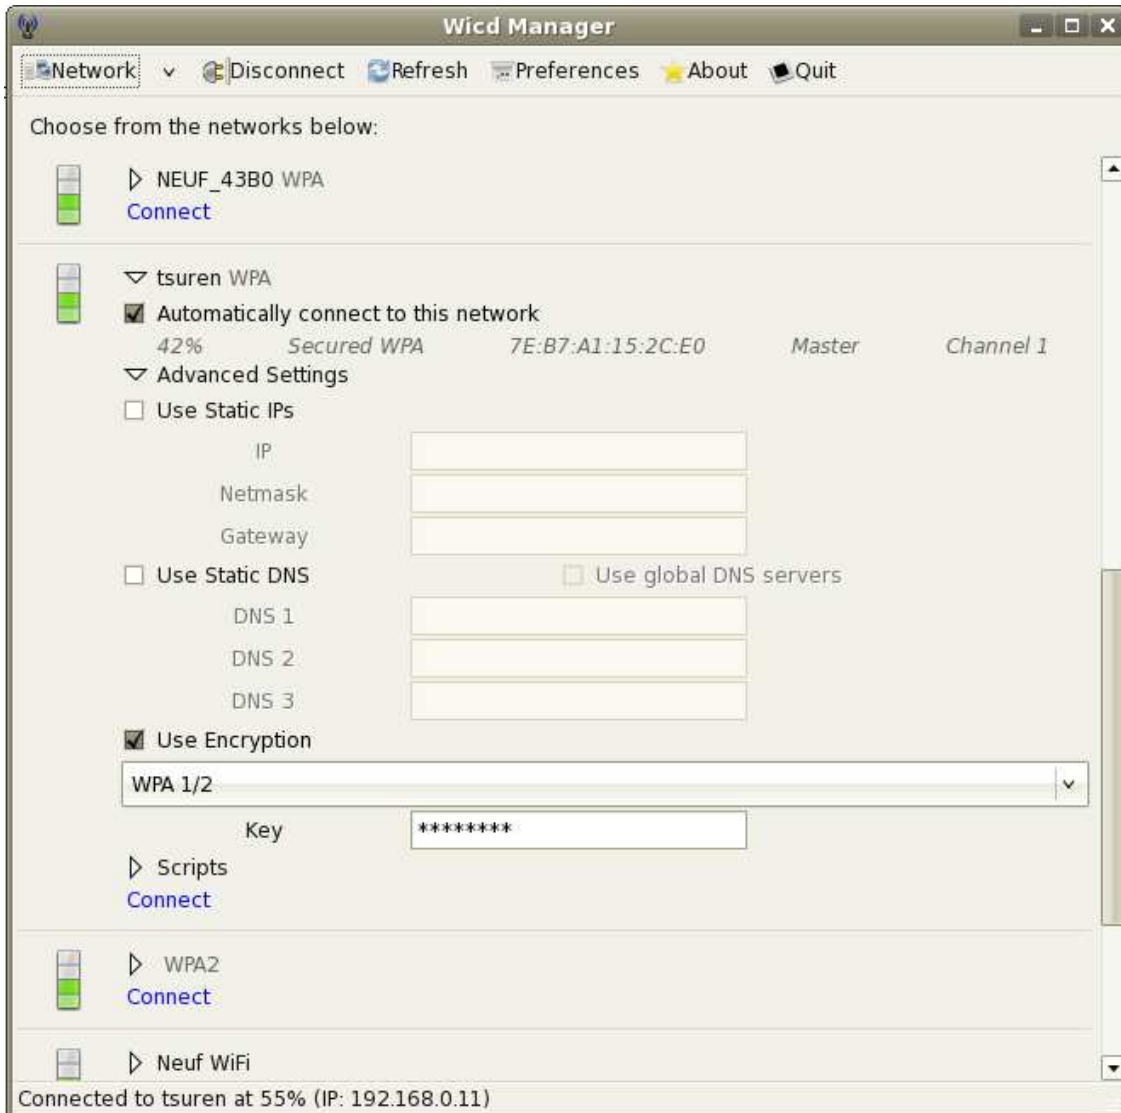 Wicd Manager
Network Disconnect Refresh Preferences About Quit
Choose from the networks below:
NEUF_43B0 WPA
Connect
tsuren WPA
Automatically connect to this network
42% Secured WPA 7E:B7:A1:15:2C:E0 Master Channel 1
Advanced Settings
Use Static IPs
IP
Netmask
Gateway
Use Static DNS Use global DNS servers
DNS 1
DNS 2
DNS 3
Use Encryption
WPA 1/2
Key ********
Scripts
Connect
WPA2
Connect
Neuf WiFi
Connected to tsuren at 55% (IP: 192.168.0.11)